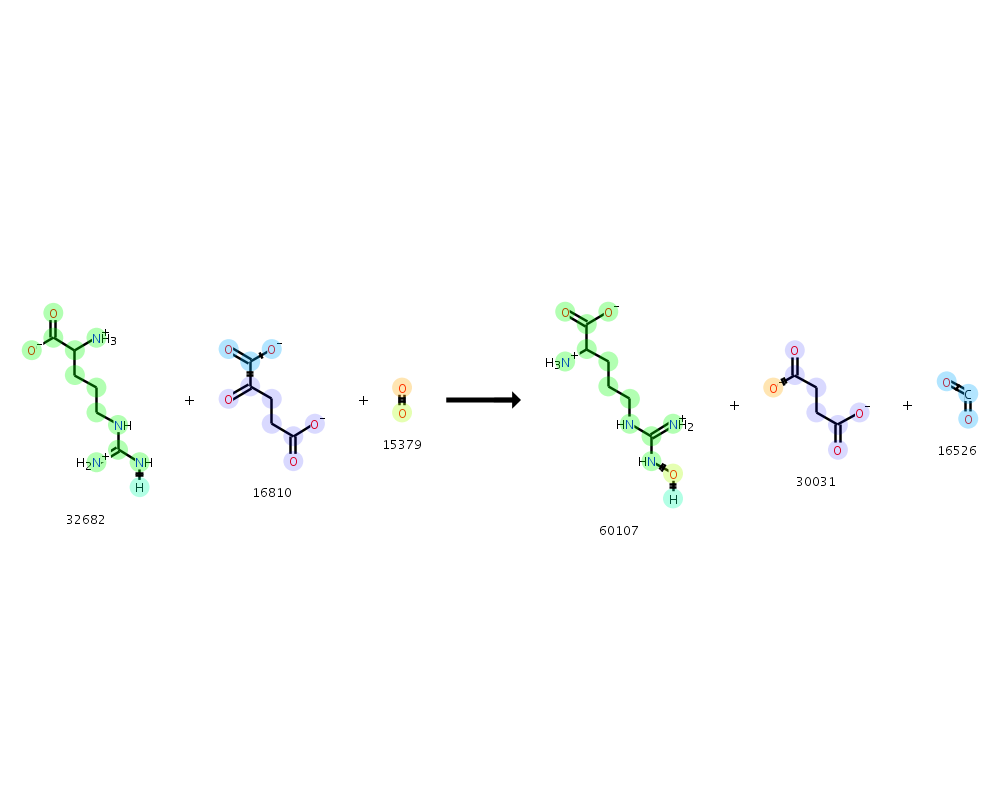 O
O⁻
NH₃⁺
NH
H₂N⁺
NH
H
32682
+
O
O⁻
O
O⁻
O
16810
+
O
O
15379
O
O⁻
H₃N⁺
HN
NH₂⁺
HN
O
H
60107
+
O
O⁻
O⁻
O
30031
+
O
C
O
16526